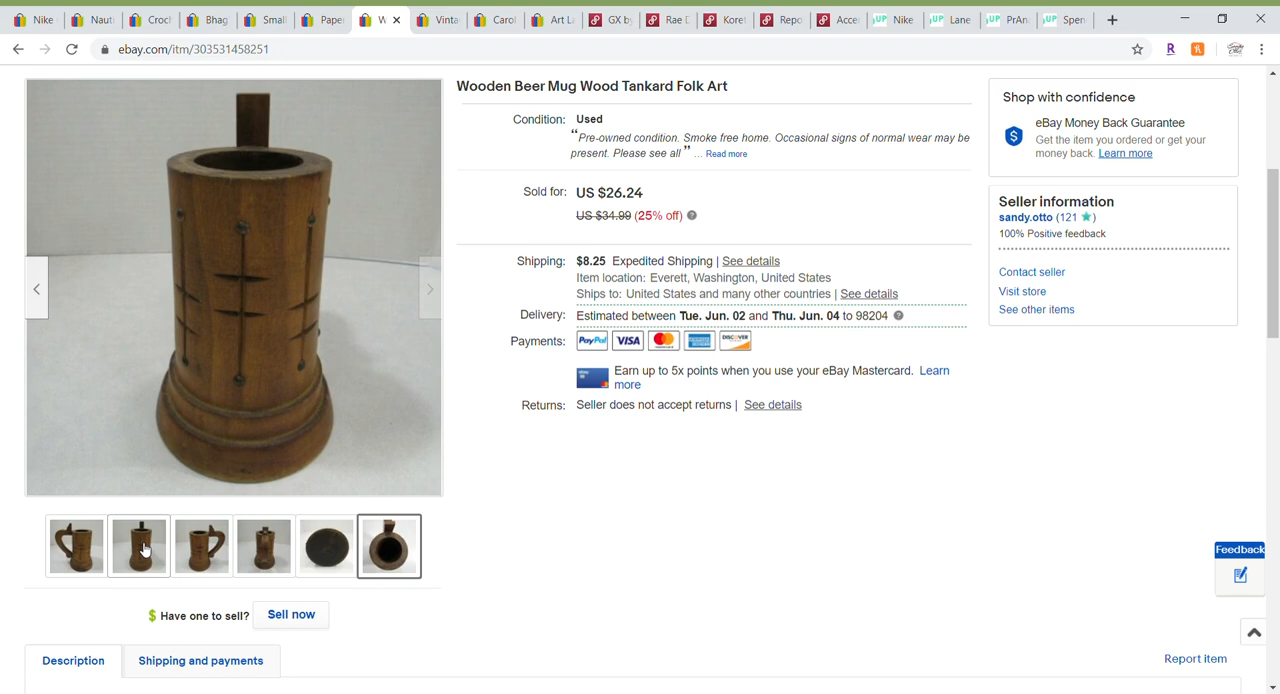 Nike
Nauti
Croch
Bhag
Small
Paper
W
Vinta
Carol
Art La
GX by
Rae D
Koret
Repo
Acce
Nike
Lane
PrAn
Spen
ebay.com/itm/303531458251
Wooden Beer Mug Wood Tankard Folk Art
Condition: Used
“Pre-owned condition. Smoke free home. Occasional signs of normal wear may be
present. Please see all ” ... Read more
Sold for: US $26.24
US $34.99 (25% off)
Shipping: $8.25 Expedited Shipping | See details
Item location: Everett, Washington, United States
Ships to: United States and many other countries | See details
Delivery: Estimated between Tue. Jun. 02 and Thu. Jun. 04 to 98204
Payments: PayPal VISA
DISCOVER
Earn up to 5x points when you use your eBay Mastercard. Learn
more
Returns: Seller does not accept returns | See details
Shop with confidence
eBay Money Back Guarantee
Get the item you ordered or get your
money back. Learn more
Seller information
sandy.otto (121 )
100% Positive feedback
Contact seller
Visit store
See other items
Feedback
$ Have one to sell? Sell now
Description
Shipping and payments
Report item